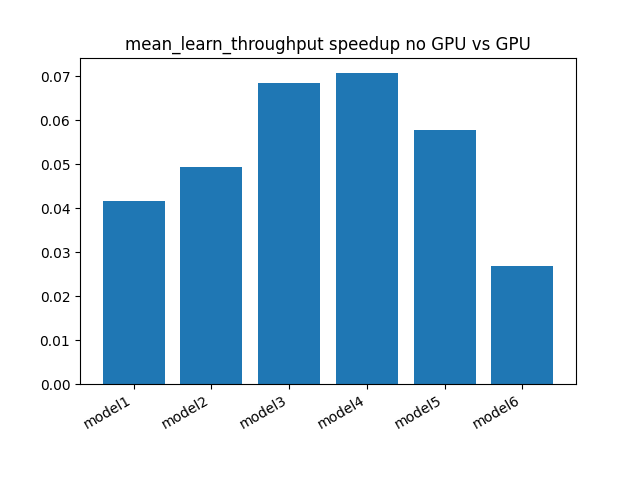 mean_learn_throughput speedup no GPU vs GPU
0.07
0.06
0.05
0.04
0.03
0.02
0.01
0.00
model1
model2
model3
model4
model5
model6